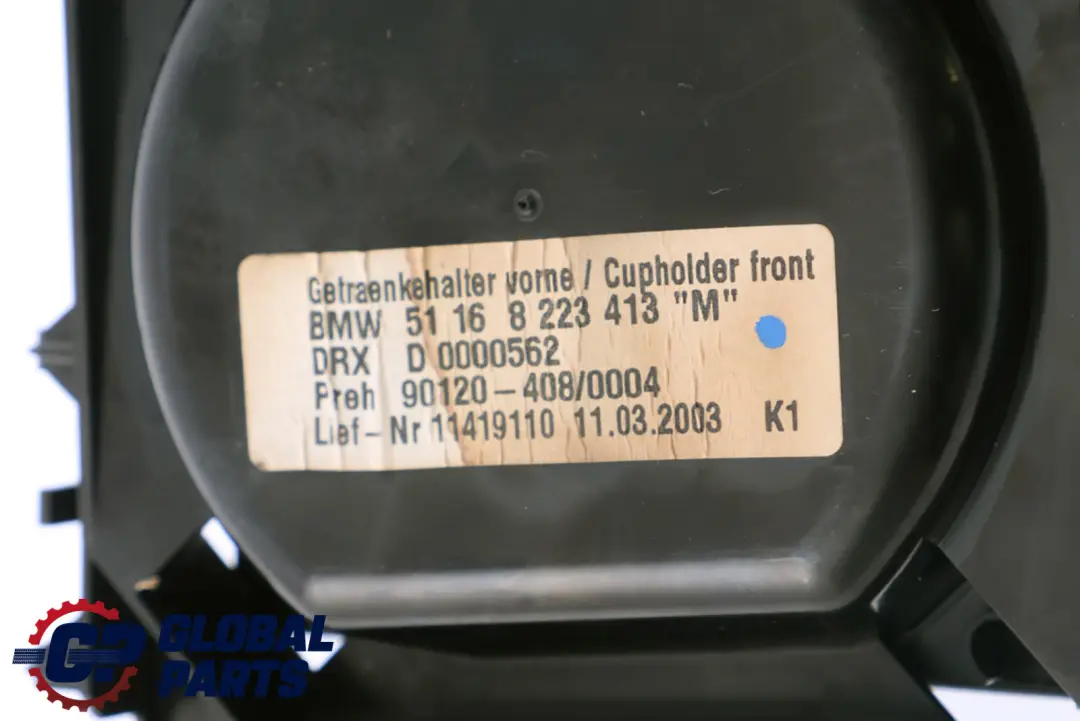 Getraenkehalter vorne / Cupholder front
BMW 51 16 8 223 413 "M"
DRX D 0000562
Preh 90120-408/0004
Lief-Nr 11419110 11.03.2003 K1
GP GLOBAL
PARTS